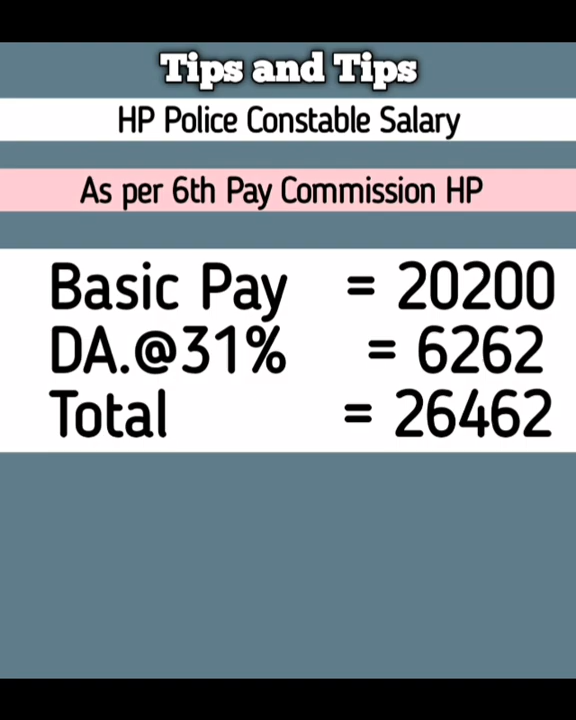 Tips and Tips
HP Police Constable Salary
As per 6th Pay Commission HP
Basic Pay = 20200
DA.@31% = 6262
Total = 26462